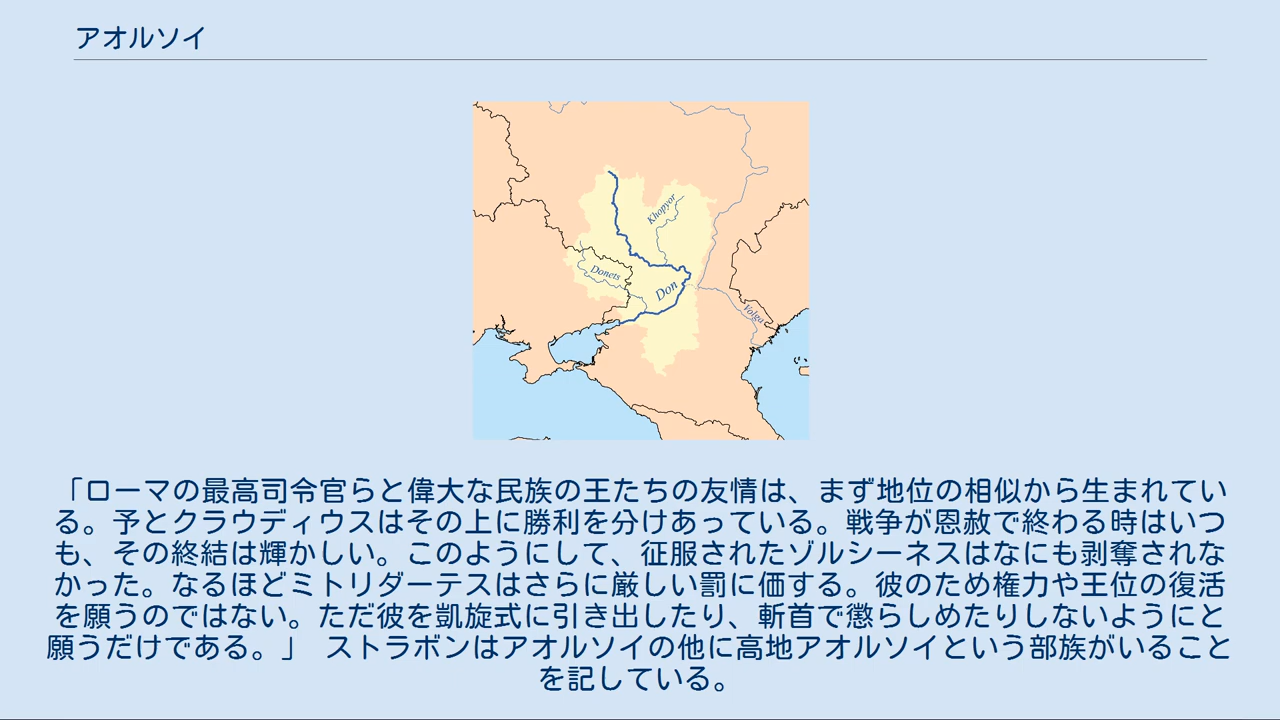 アオルソイ
Khopyor
Donets
Don
Volga
「ローマの最高司令官らと偉大な民族の王たちの友情は、まず地位の相似から生まれてい
る。予とクラウディウスはその上に勝利を分けあっている。戦争が恩赦で終わる時はいつ
も、その終結は輝かしい。このようにして、征服されたゾルシーネスはなにも剥奪されな
かった。なるほどミトリダーテスはさらに厳しい罰に価する。彼のため権力や王位の復活
を願うのではない。ただ彼を凱旋式に引き出したり、斬首で懲らしめたりしないようにと
願うだけである。」 ストラボンはアオルソイの他に高地アオルソイという部族がいること
を記している。